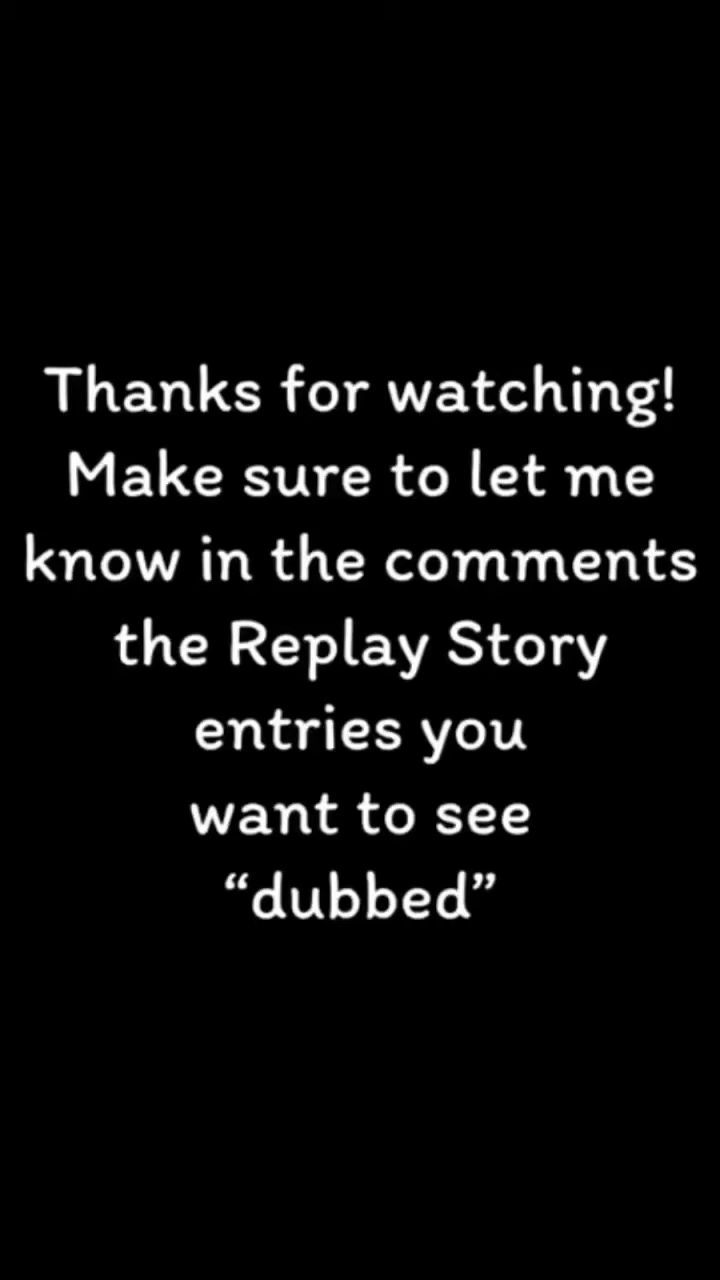 Thanks for watching!
Make sure to let me
know in the comments
the Replay Story
entries you
want to see
“dubbed”